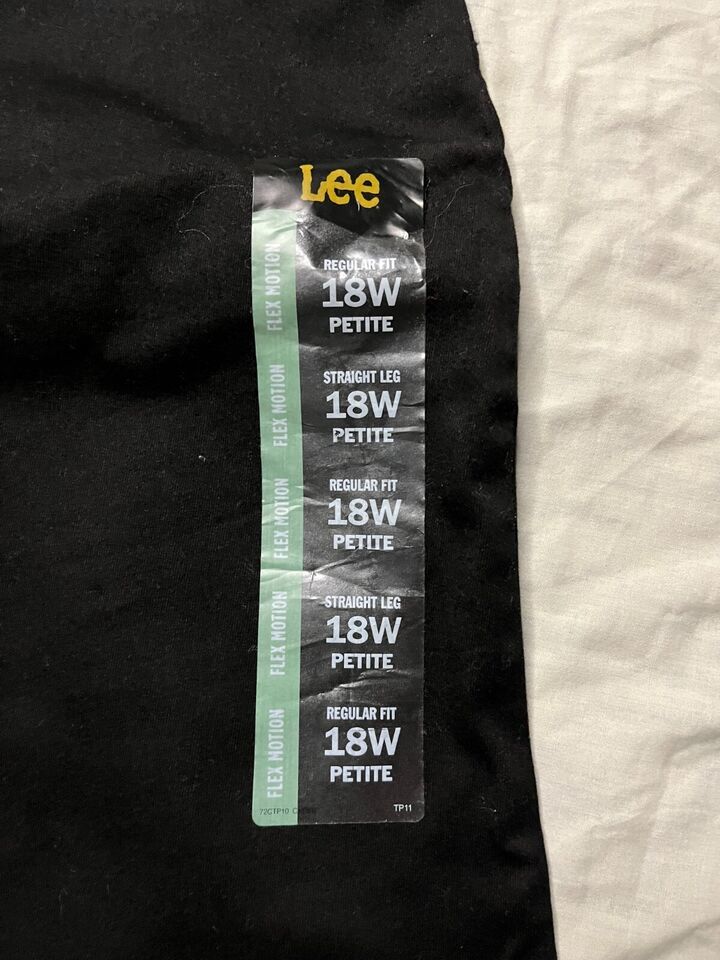 Lee
FLEX MOTION
REGULAR FIT
18W
PETITE
FLEX MOTION
STRAIGHT LEG
18W
PETITE
FLEX MOTION
REGULAR FIT
18W
PETITE
FLEX MOTION
STRAIGHT LEG
18W
PETITE
FLEX MOTION
REGULAR FIT
18W
PETITE
72CTP10
TP11